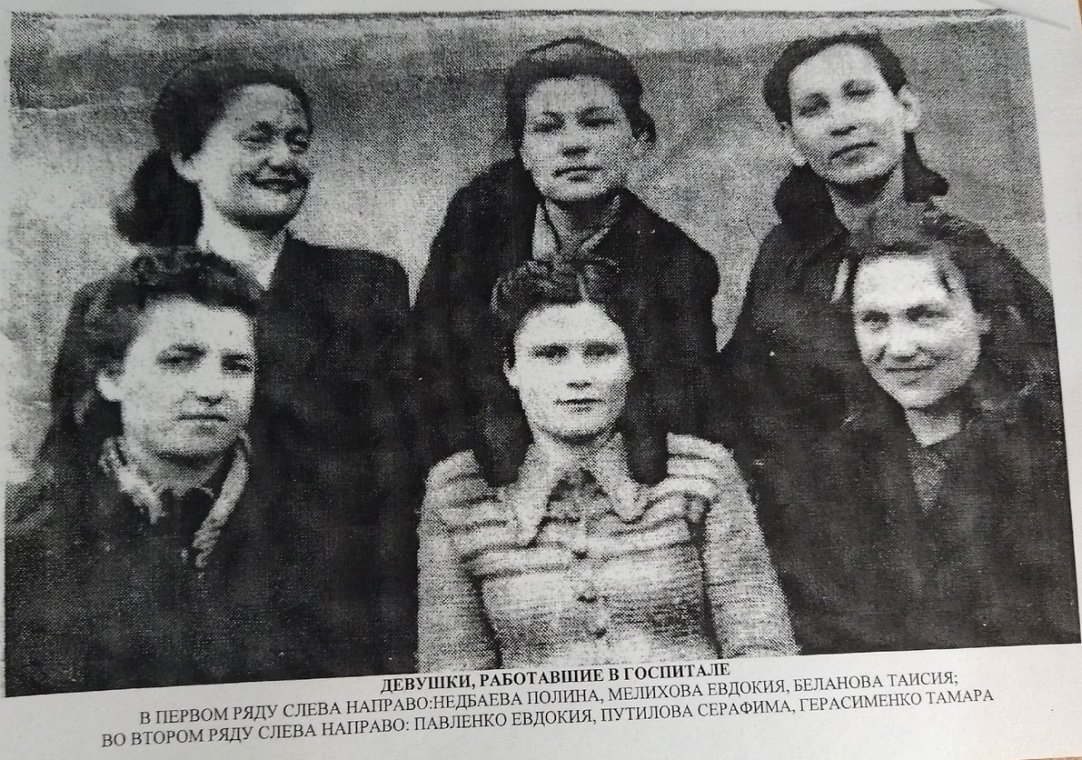 ДЕВУШКИ, РАБОТАВШИЕ В ГОСПИТАЛЕ
В ПЕРВОМ РЯДУ СЛЕВА НАПРАВО:НЕДБАЕВА ПОЛИНА, МЕЛИХОВА ЕВДОКИЯ, БЕЛАНОВА ТАИСИЯ;
ВО ВТОРОМ РЯДУ СЛЕВА НАПРАВО: ПАВЛЕНКО ЕВДОКИЯ, ПУТИЛОВА СЕРАФИМА, ГЕРАСИМЕНКО ТАМАРА